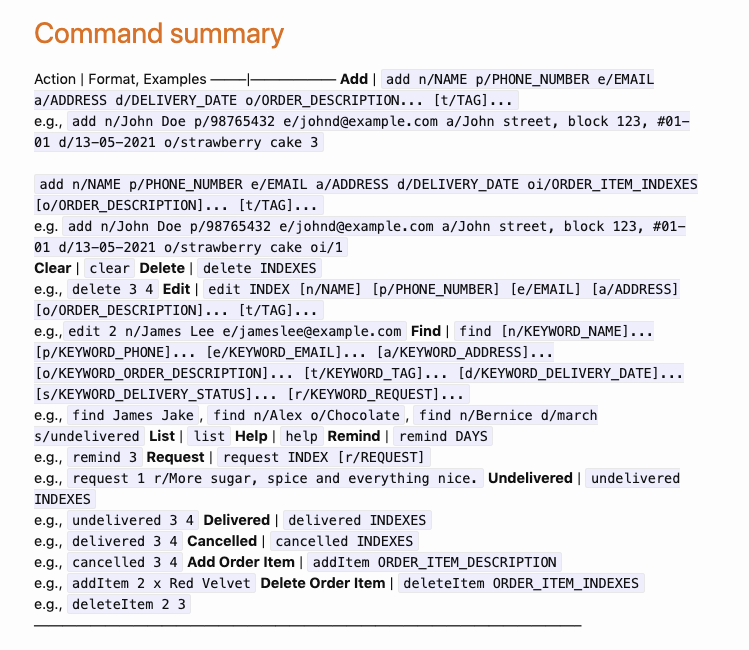 Command summary
Action | Format, Examples ——–|—————— Add | add n/NAME p/PHONE_NUMBER e/EMAIL
a/ADDRESS d/DELIVERY_DATE o/ORDER_DESCRIPTION... [t/TAG]...
e.g., add n/John Doe p/98765432 e/johnd@example.com a/John street, block 123, #01-
01 d/13-05-2021 o/strawberry cake 3
add n/NAME p/PHONE_NUMBER e/EMAIL a/ADDRESS d/DELIVERY_DATE oi/ORDER_ITEM_INDEXES
[o/ORDER_DESCRIPTION]... [t/TAG]...
e.g. add n/John Doe p/98765432 e/johnd@example.com a/John street, block 123, #01-
01 d/13-05-2021 o/strawberry cake oi/1
Clear | clear Delete | delete INDEXES
e.g., delete 3 4 Edit | edit INDEX [n/NAME] [p/PHONE_NUMBER] [e/EMAIL] [a/ADDRESS]
[o/ORDER_DESCRIPTION]... [t/TAG]...
e.g., edit 2 n/James Lee e/jameslee@example.com Find | find [n/KEYWORD_NAME]...
[p/KEYWORD_PHONE]... [e/KEYWORD_EMAIL]... [a/KEYWORD_ADDRESS]...
[o/KEYWORD_ORDER_DESCRIPTION]... [t/KEYWORD_TAG]... [d/KEYWORD_DELIVERY_DATE]...
[s/KEYWORD_DELIVERY_STATUS]... [r/KEYWORD_REQUEST]...
e.g., find James Jake, find n/Alex o/Chocolate, find n/Bernice d/march
s/undelivered List | list Help | help Remind | remind DAYS
e.g., remind 3 Request | request INDEX [r/REQUEST]
e.g., request 1 r/More sugar, spice and everything nice. Undelivered | undelivered
INDEXES
e.g., undelivered 3 4 Delivered | delivered INDEXES
e.g., delivered 3 4 Cancelled | cancelled INDEXES
e.g., cancelled 3 4 Add Order Item | addItem ORDER_ITEM_DESCRIPTION
e.g., addItem 2 x Red Velvet Delete Order Item | deleteItem ORDER_ITEM_INDEXES
e.g., deleteItem 2 3